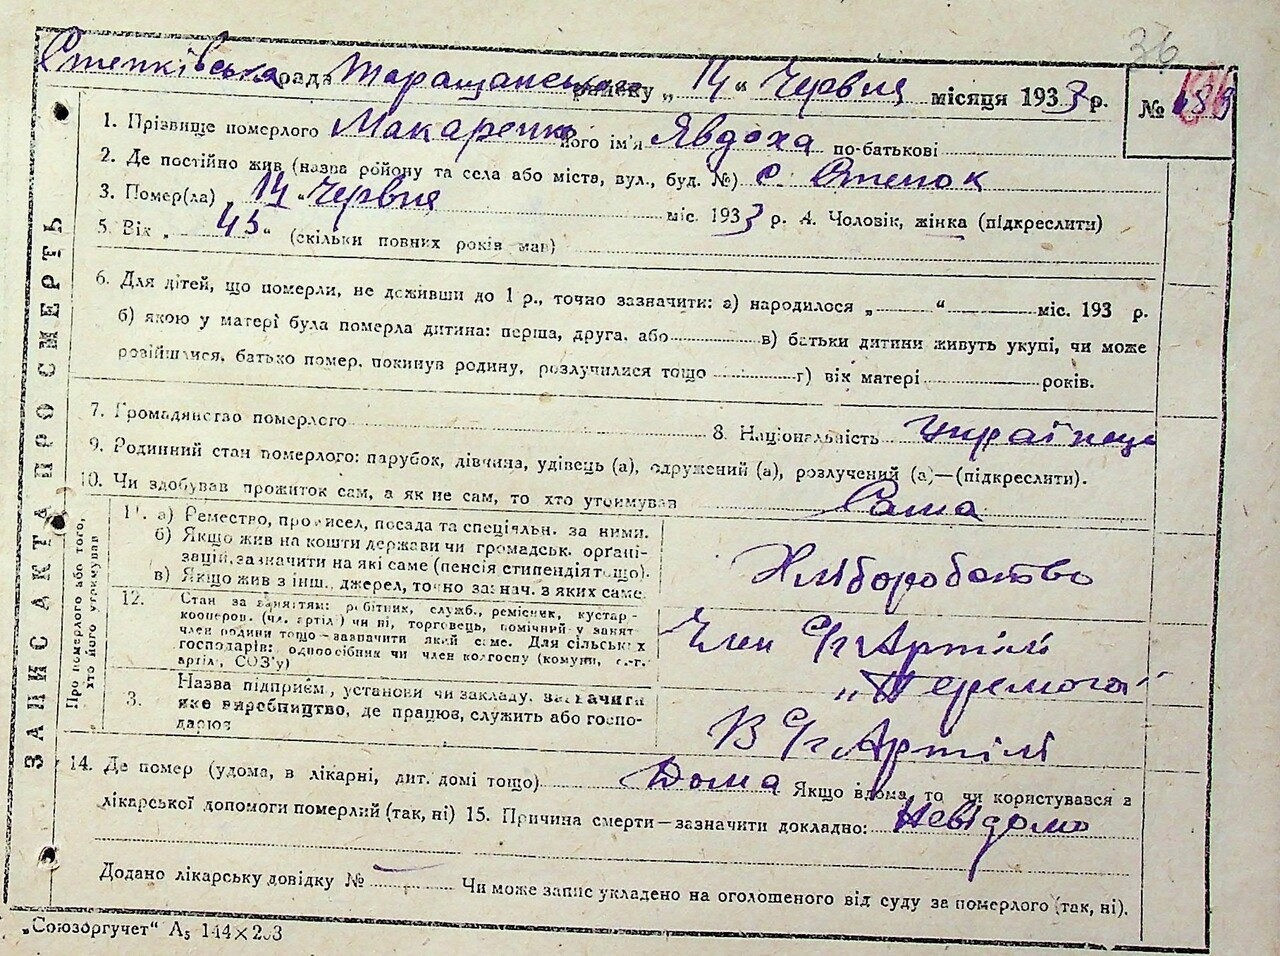 36
Степківська рада Таращанського району „14“ Червня місяця 1933 р. №
1. Прізвище померлого Макаренко його ім'я Явдоха по-батькові
2. Де постійно жив (назва району та села або міста, вул., буд. №) с. Степок
3. Помер(ла) 14 „Червня міс. 1933 р. 4. Чоловік, жінка (підкреслити)
5. Вік „45“ (скільки повних років мав)
6. Для дітей, що померли, не доживши до 1 р., точно зазначити: а) народилося „ “ міс. 193 р.
б) якою у матері була померла дитина: перша, друга, або в) батьки дитини живуть укупі, чи може
розійшлися, батько помер, покинув родину, розлучилися тощо г) вік матері років.
7. Громадянство померлого 8. Національність Українець
9. Родинний стан померлого: парубок, дівчина, удівець (а), одружений (а), розлучений (а)—(підкреслити).
10. Чи здобував прожиток сам, а як не сам, то хто утримував Сама
ЗАПИС АКТА ПРО СМЕРТЬ
Про померлого або того,
хто його утримував
11. а) Ремество, промисел, посада та спеціяльн. за ними.
б) Якщо жив на кошти держави чи громадськ. орґані-
зацій, зазначити на які саме (пенсія стипендія тощо).
в) Якщо жив з інш. джерел, точно зазнач. з яких саме.
Хліборобство
12. Стан за заняттям: робітник, служб., ремісник, кустар-
кооперов. (чл. артіл.) чи ні, торговець, помічний у занят.
член родини тощо—зазначити який саме. Для сільських
господарів: одноосібник чи член колгоспу (комуни, с.-г.
артіл., СОЗ'у)
Член С/г Артілі
„Перемога“
3. Назва підприєм., установи чи закладу, зазначити
яке виробництво, де працює, служить або госпо-
дарює
В С/г Артілі
14. Де помер (удома, в лікарні, дит. домі тощо) Дома Якщо вдома, то чи користувався з
лікарської допомоги померлий (так, ні) 15. Причина смерти—зазначити докладно: Невідомо
Додано лікарську довідку № Чи може запис укладено на оголошеного від суду за померлого (так, ні).
„Союзоргучет“ А5 144×203